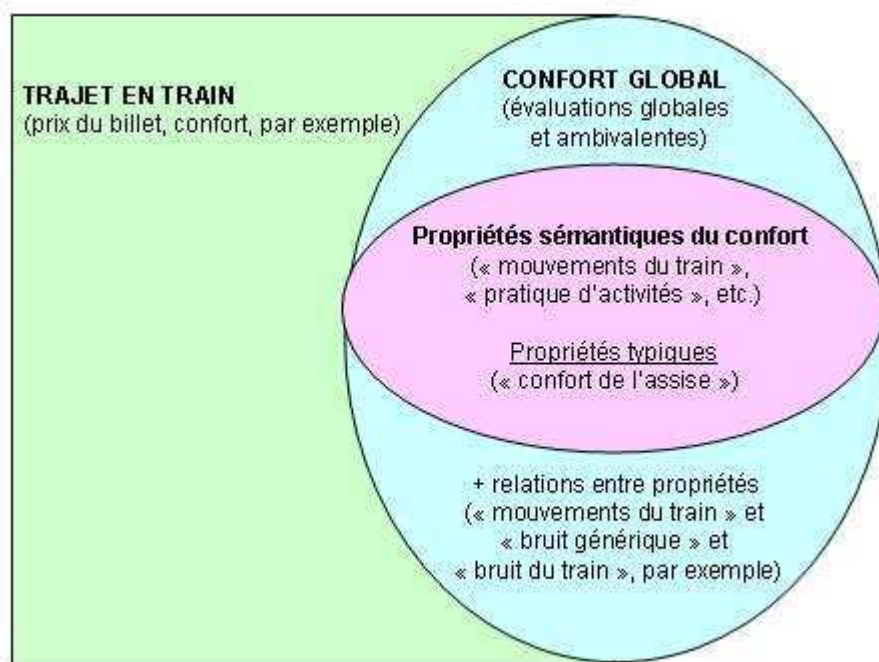 TRAJET EN TRAIN
(prix du billet, confort, par exemple)
CONFORT GLOBAL
(évaluations globales
et ambivalentes)
Propriétés sémantiques du confort
(« mouvements du train »,
« pratique d'activités », etc.)
Propriétés typiques
(« confort de l'assise »)
+ relations entre propriétés
(« mouvements du train » et
« bruit générique » et
« bruit du train », par exemple)